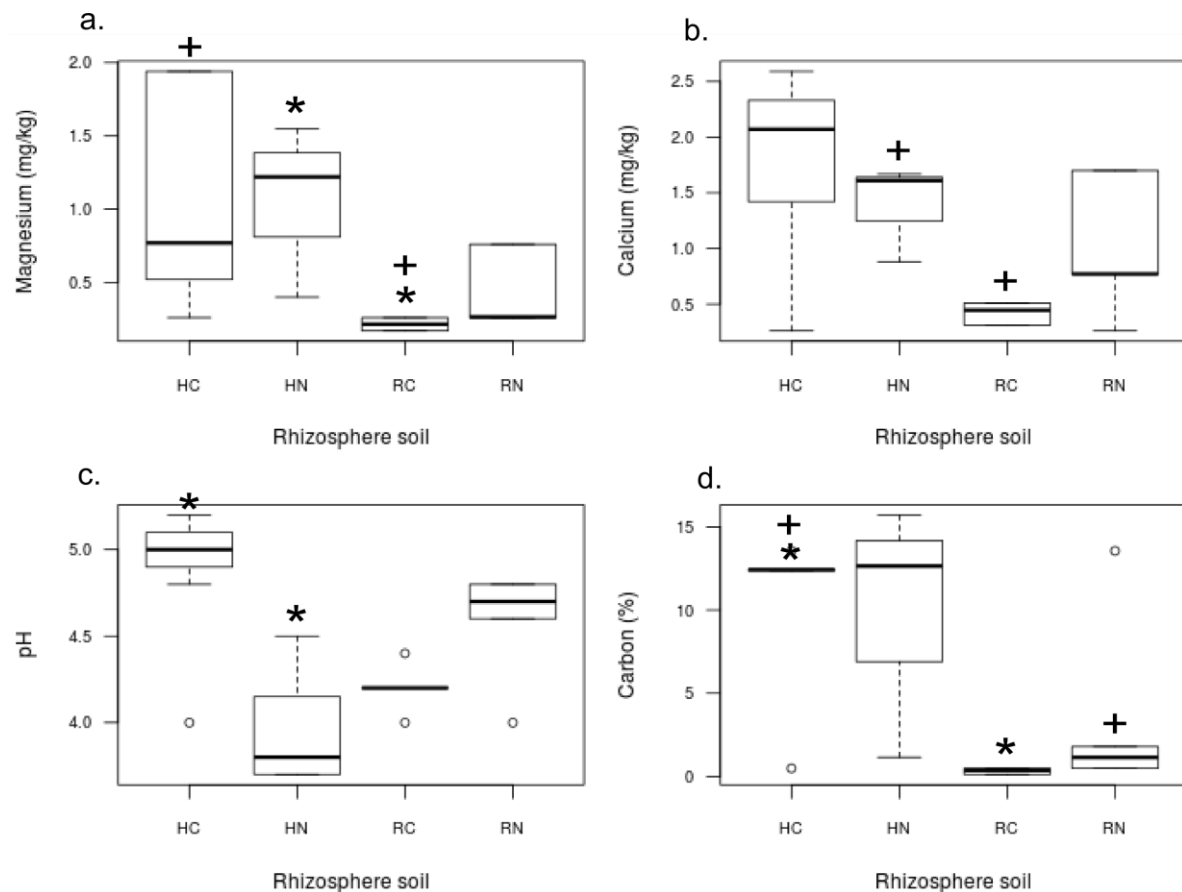 a.
Magnesium (mg/kg)
2.0
1.5
1.0
0.5
+
*
+
*
HC HN RC RN
Rhizosphere soil
b.
Calcium (mg/kg)
2.5
2.0
1.5
1.0
0.5
+
+
HC HN RC RN
Rhizosphere soil
c.
pH
5.0
4.5
4.0
*
*
HC HN RC RN
Rhizosphere soil
d.
Carbon (%)
15
10
5
0
+
*
*
+
HC HN RC RN
Rhizosphere soil